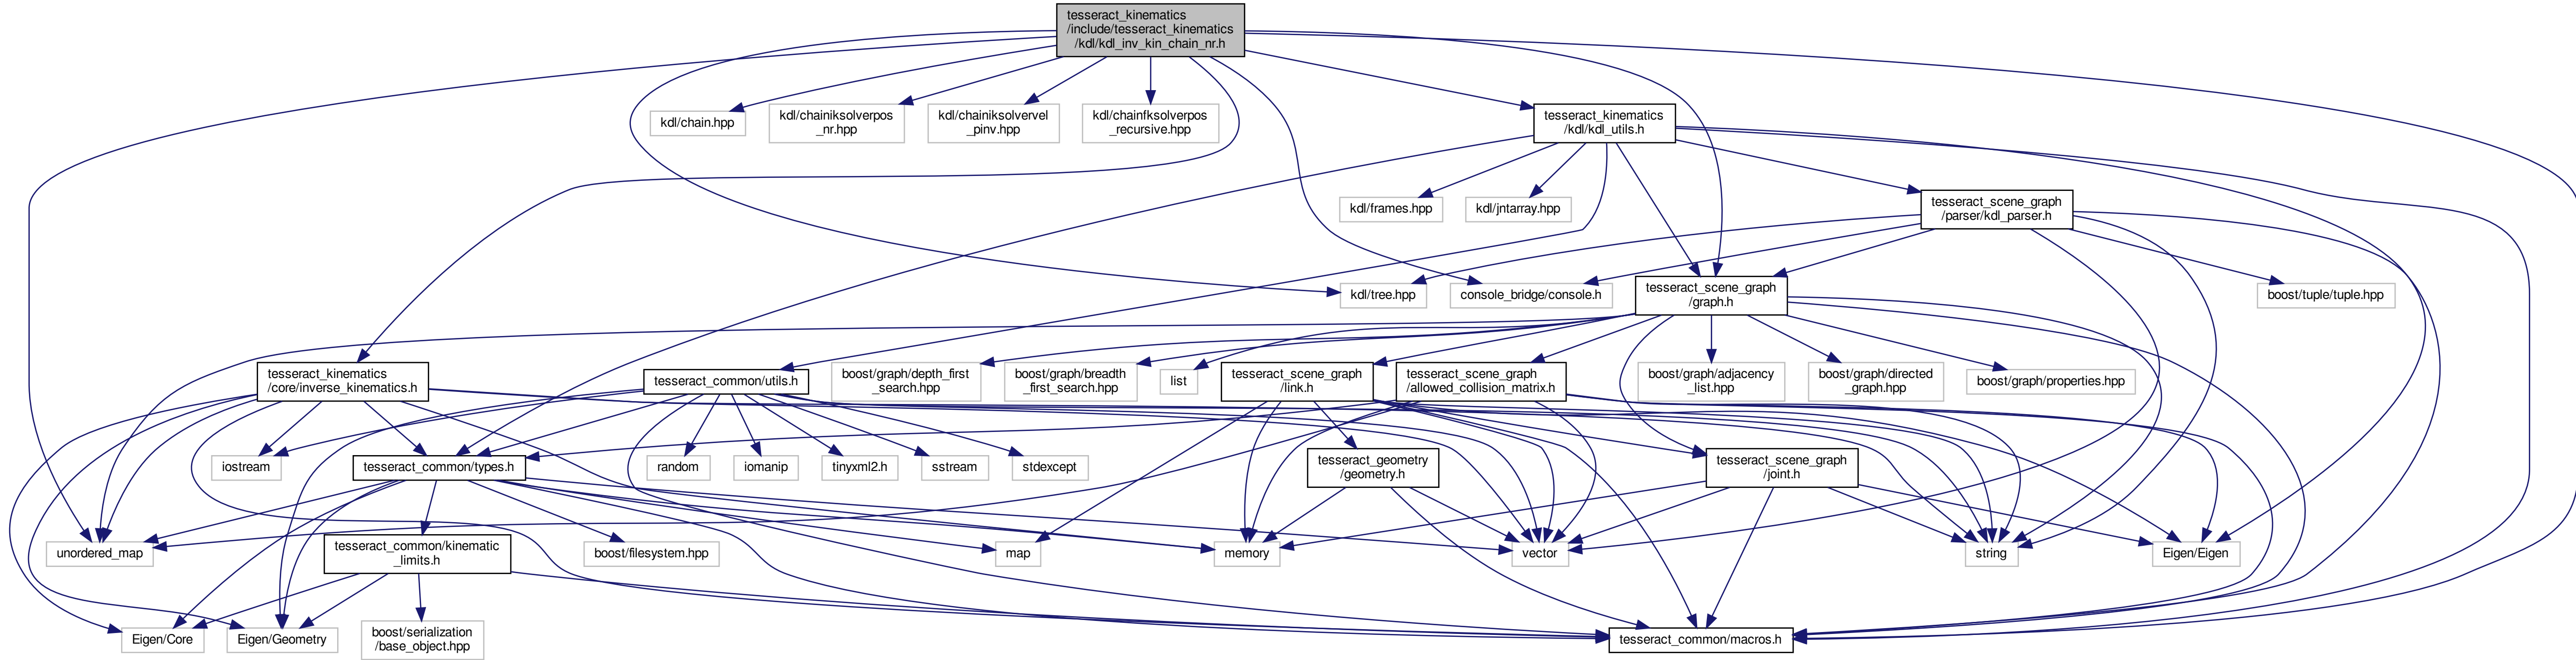 tesseract_kinematics
/include/tesseract_kinematics
/kdl/kdl_inv_kin_chain_nr.h
kdl/chain.hpp
kdl/chainiksolverpos
_nr.hpp
kdl/chainiksolvervel
_pinv.hpp
kdl/chainfksolverpos
_recursive.hpp
tesseract_kinematics
/kdl/kdl_utils.h
kdl/frames.hpp
kdl/jntarray.hpp
tesseract_scene_graph
/parser/kdl_parser.h
kdl/tree.hpp
console_bridge/console.h
tesseract_scene_graph
/graph.h
boost/tuple/tuple.hpp
tesseract_kinematics
/core/inverse_kinematics.h
tesseract_common/utils.h
boost/graph/depth_first
_search.hpp
boost/graph/breadth
_first_search.hpp
list
tesseract_scene_graph
/link.h
tesseract_scene_graph
/allowed_collision_matrix.h
boost/graph/adjacency
_list.hpp
boost/graph/directed
_graph.hpp
boost/graph/properties.hpp
iostream
tesseract_common/types.h
random
iomanip
tinyxml2.h
sstream
stdexcept
tesseract_geometry
/geometry.h
tesseract_scene_graph
/joint.h
unordered_map
tesseract_common/kinematic
_limits.h
boost/filesystem.hpp
map
memory
vector
string
Eigen/Eigen
Eigen/Core
Eigen/Geometry
boost/serialization
/base_object.hpp
tesseract_common/macros.h